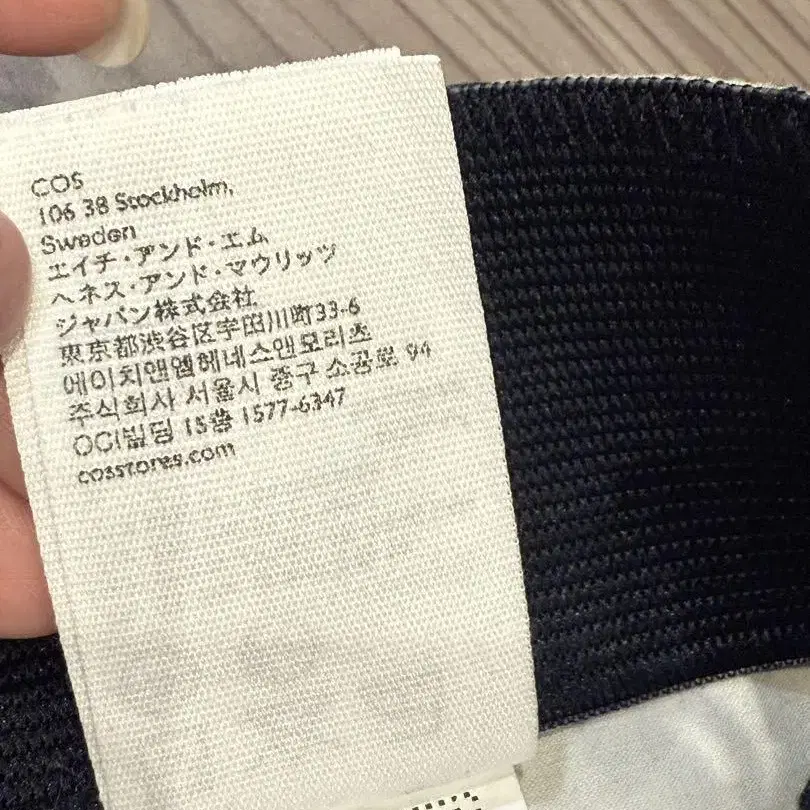 COS
106 38 Stockholm,
Sweden
エイチ・アンド・エム
ヘネス・アンド・マウリッツ
ジャパン株式会社
東京都渋谷区宇田川町33-6
에이치앤엠헤네스앤모리츠
주식회사 서울시 중구 소공로 94
OCI빌딩 15층 1577-6347
cosstores.com